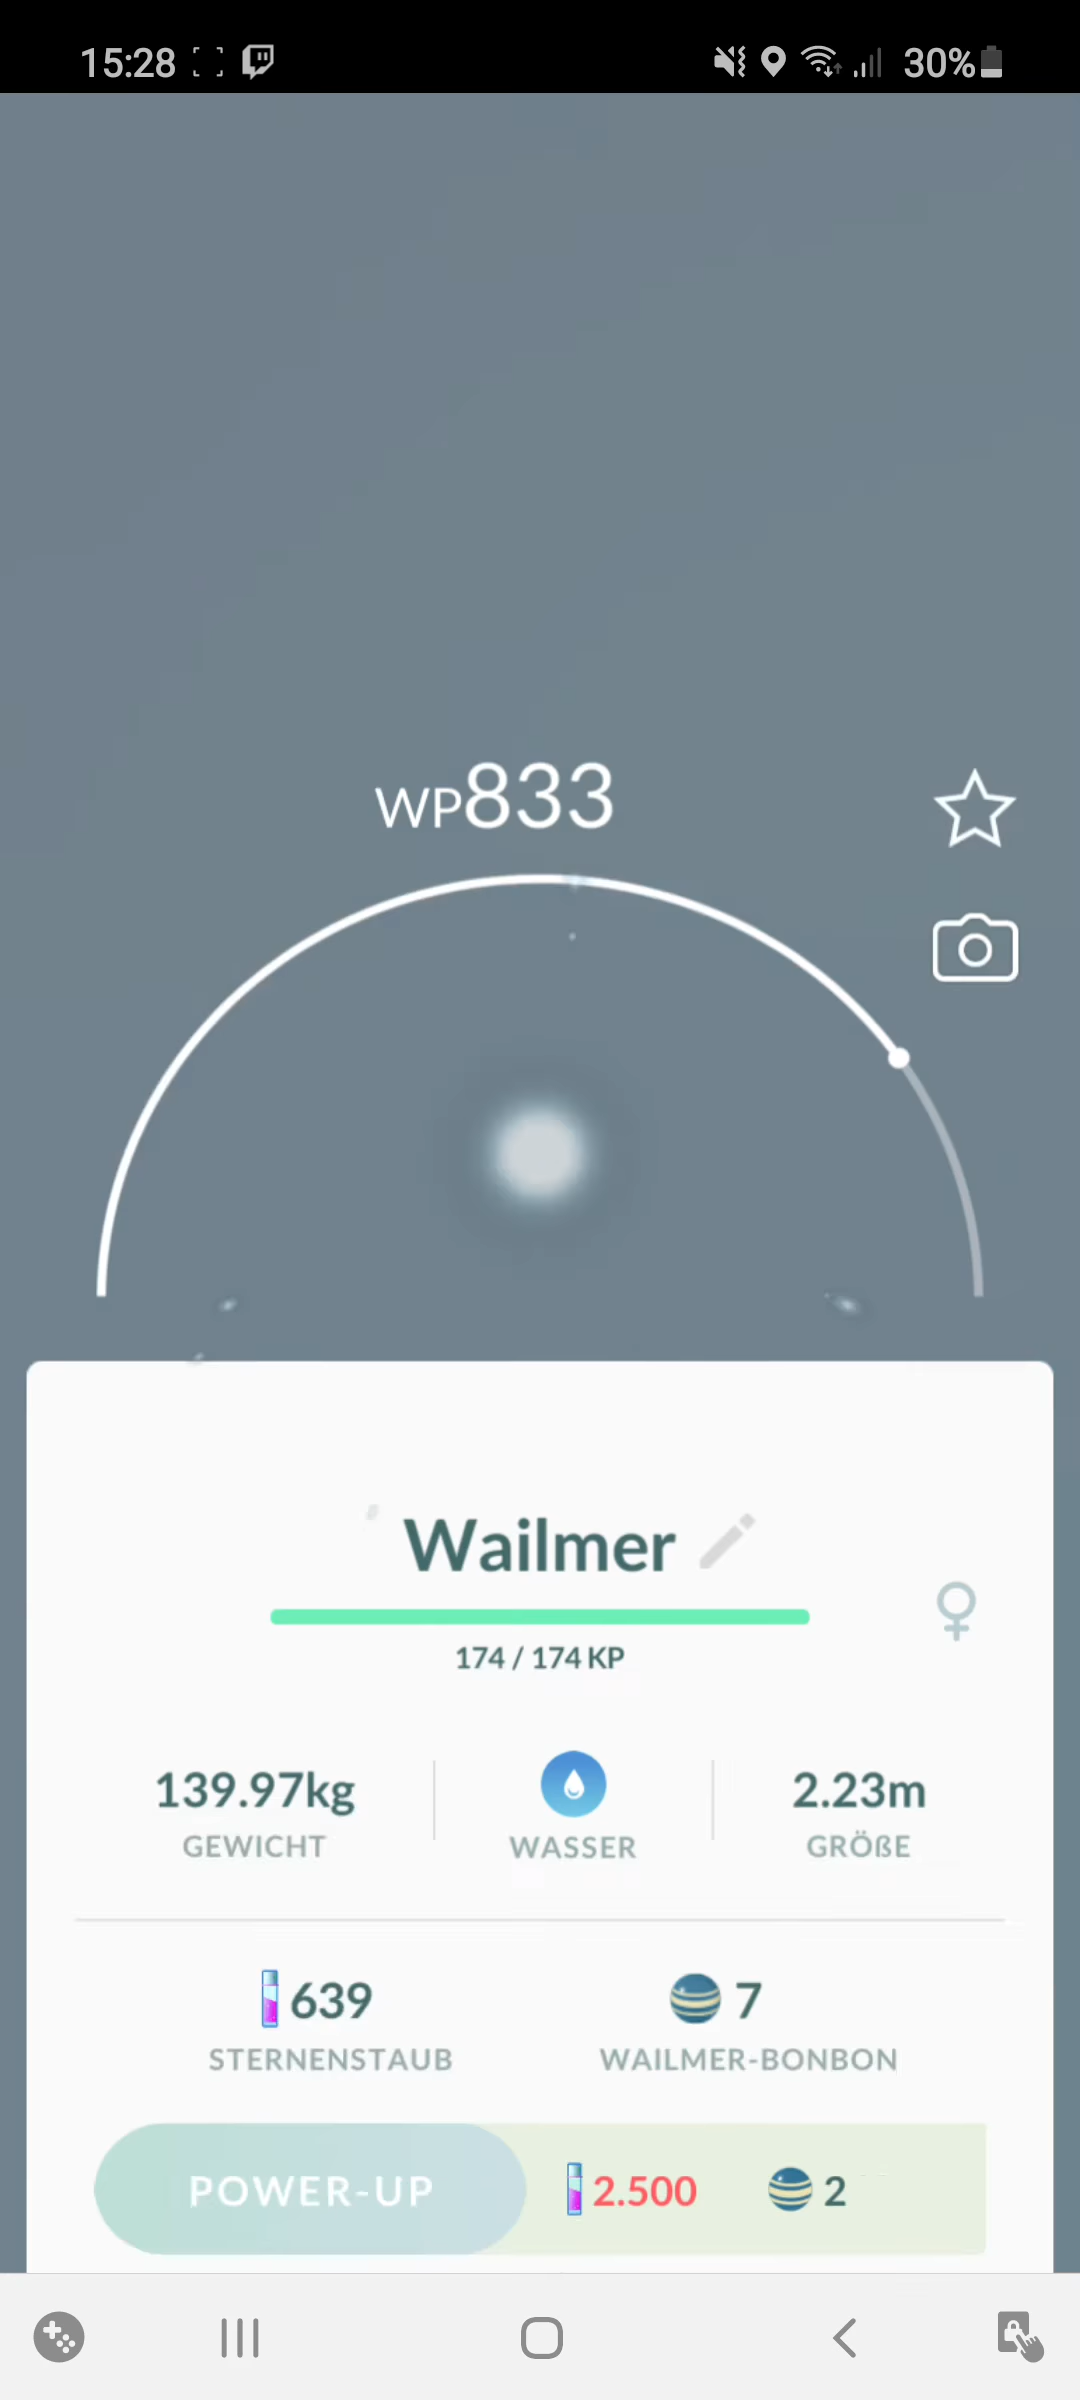 15:28 30%
WP833
Wailmer
174 / 174 KP
139.97kg 2.23m
GEWICHT WASSER GRÖßE
639 7
STERNENSTAUB WAILMER-BONBON
POWER-UP 2.500 2